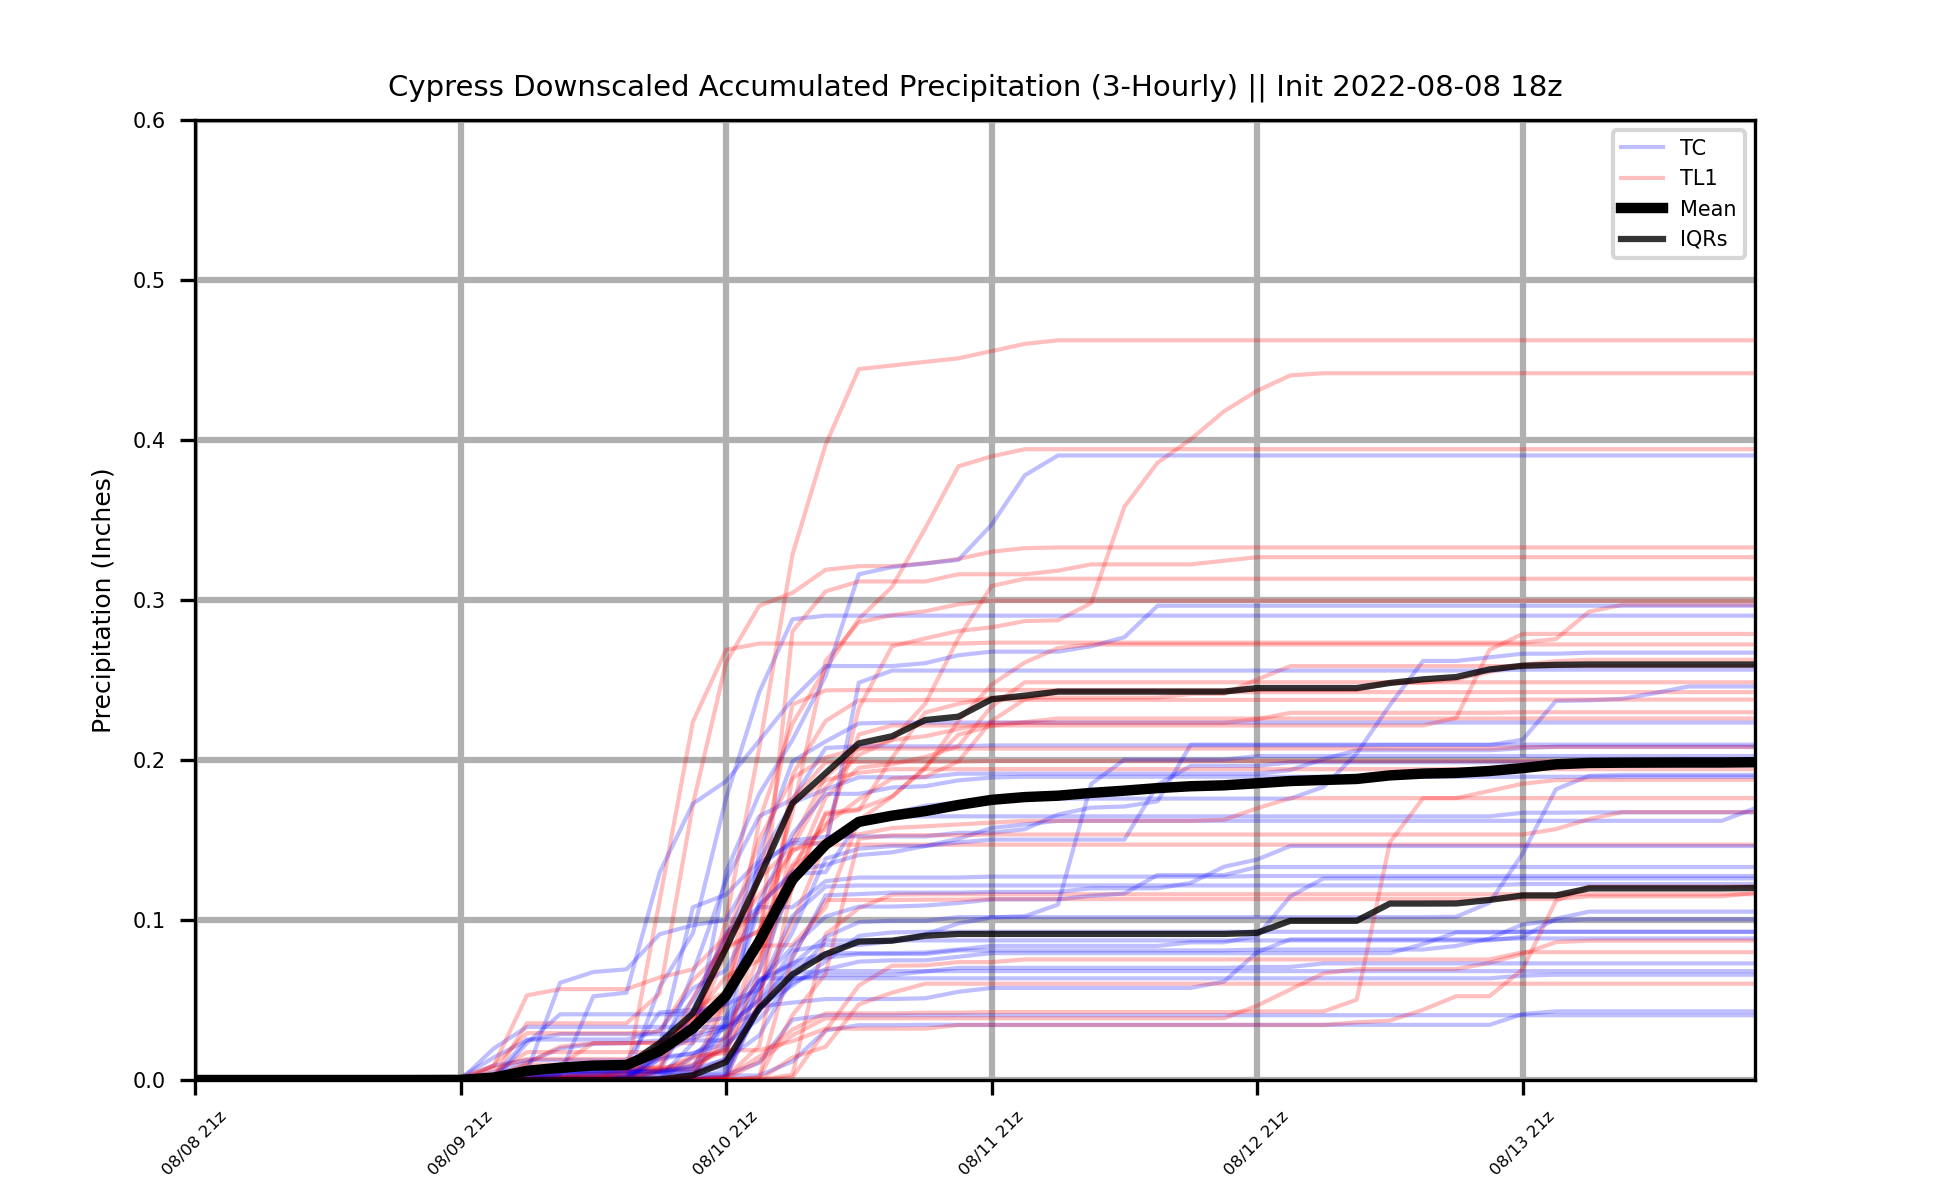 Cypress Downscaled Accumulated Precipitation (3-Hourly) || Init 2022-08-08 18z
0.6
0.5
0.4
0.3
0.2
0.1
0.0
Precipitation (Inches)
TC
TL1
Mean
IQRs
08/08 21z
08/09 21z
08/10 21z
08/11 21z
08/12 21z
08/13 21z